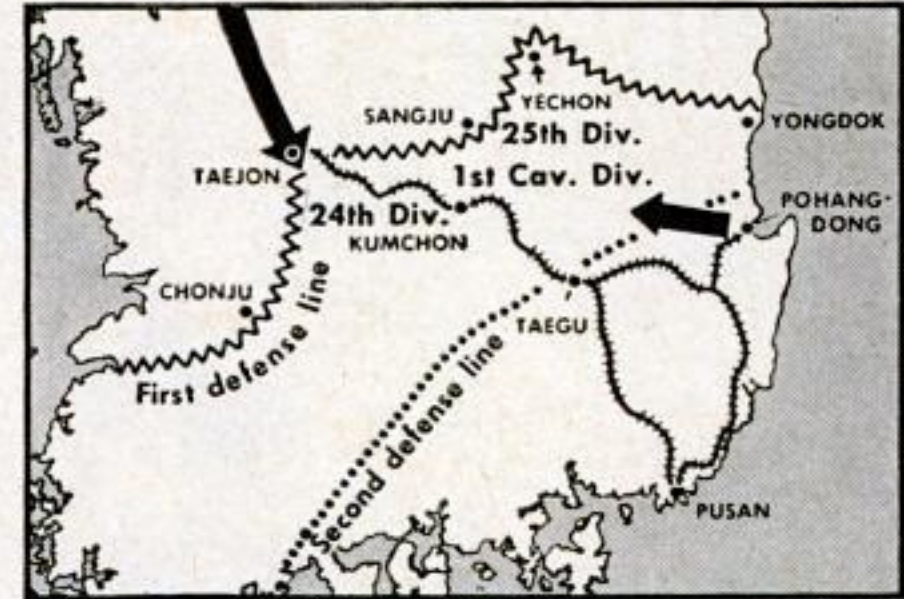 YECHON
SANGJU
25th Div.
YONGDOK
TAEJON
1st Cav. Div.
POHANG-
DONG
24th Div.
KUMCHON
CHONJU
TAEGU
First defense line
Second defense line
PUSAN